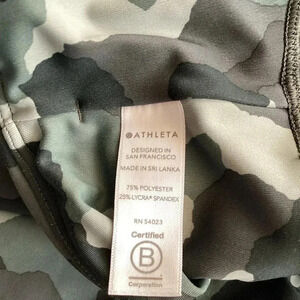 ATHLETA
DESIGNED IN
SAN FRANCISCO
MADE IN SRI LANKA
75% POLYESTER
25% LYCRA® SPANDEX
RN 54023
Certified
B
Corporation